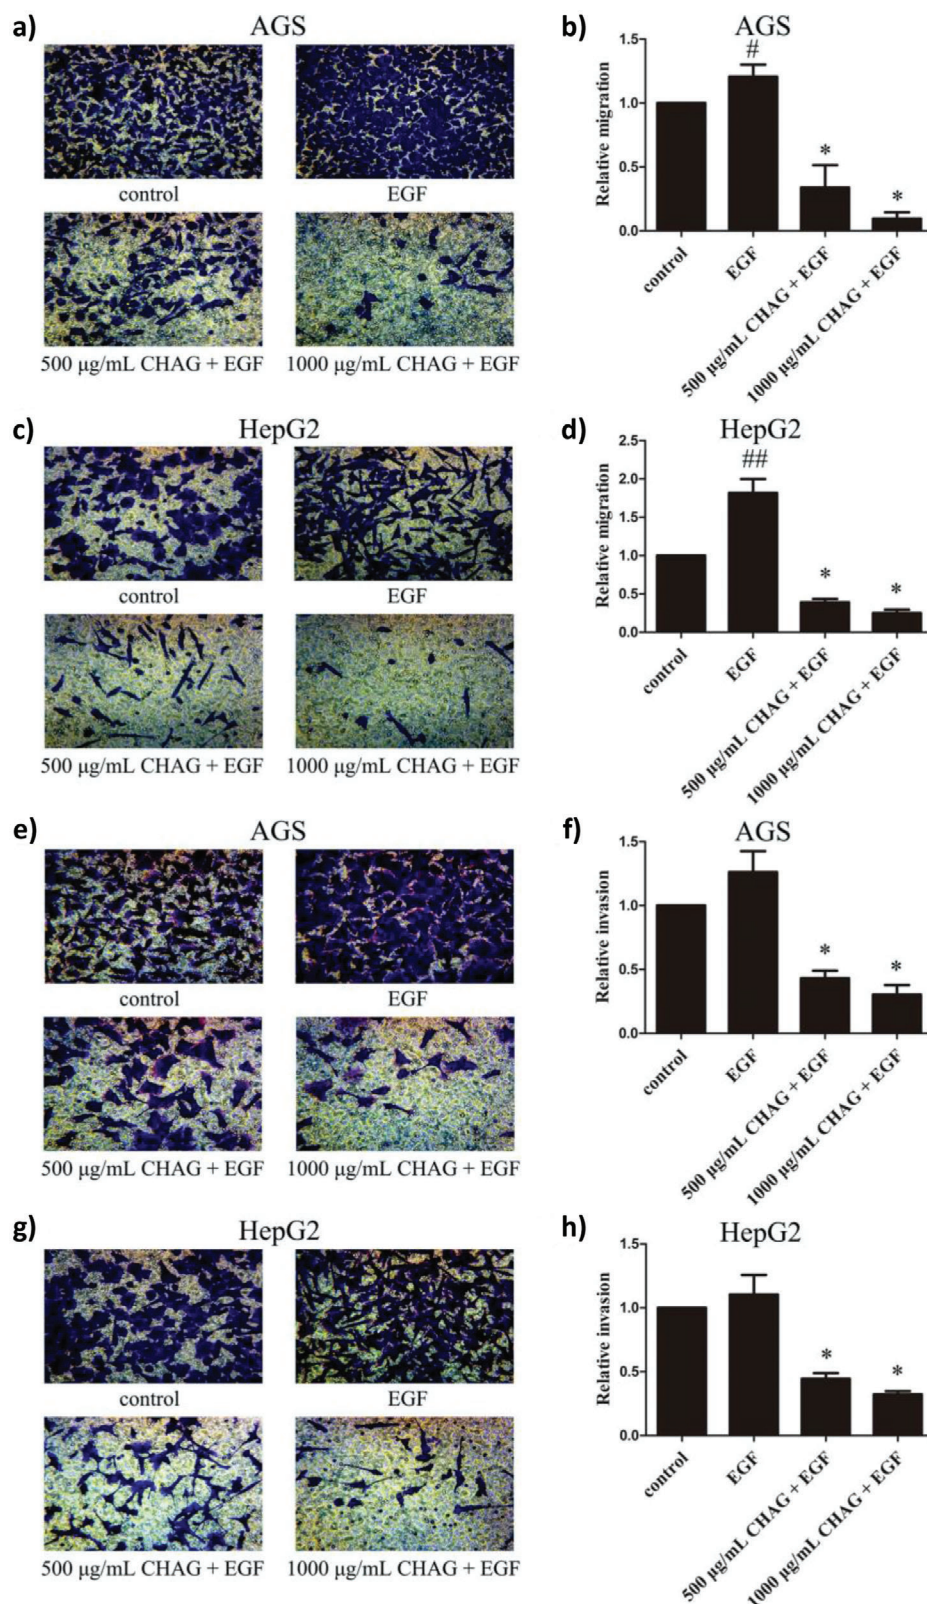 a)
AGS
control
EGF
500 μg/mL CHAG + EGF
1000 μg/mL CHAG + EGF
b)
AGS
Relative migration
1.5
1.0
0.5
0.0
#
*
*
control
EGF
500 μg/mL CHAG + EGF
1000 μg/mL CHAG + EGF
c)
HepG2
control
EGF
500 μg/mL CHAG + EGF
1000 μg/mL CHAG + EGF
d)
HepG2
Relative migration
2.5
2.0
1.5
1.0
0.5
0.0
##
*
*
control
EGF
500 μg/mL CHAG + EGF
1000 μg/mL CHAG + EGF
e)
AGS
control
EGF
500 μg/mL CHAG + EGF
1000 μg/mL CHAG + EGF
f)
AGS
Relative invasion
1.5
1.0
0.5
0.0
*
*
control
EGF
500 μg/mL CHAG + EGF
1000 μg/mL CHAG + EGF
g)
HepG2
control
EGF
500 μg/mL CHAG + EGF
1000 μg/mL CHAG + EGF
h)
HepG2
Relative invasion
1.5
1.0
0.5
0.0
*
*
control
EGF
500 μg/mL CHAG + EGF
1000 μg/mL CHAG + EGF